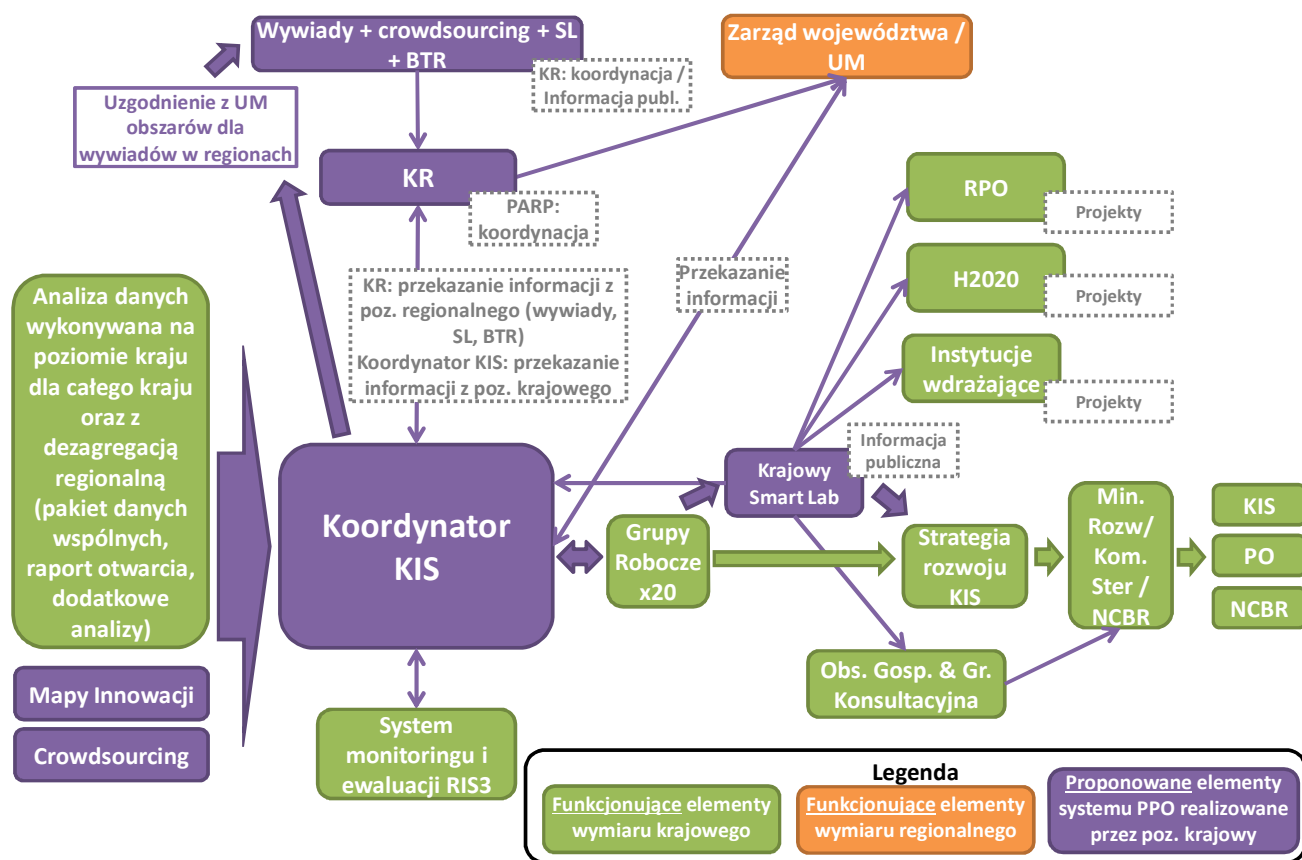 Wywiady + crowdsourcing + SL
+ BTR
Zarząd województwa /
UM
KR: koordynacja /
Informacja publ.
Uzgodnienie z UM
obszarów dla
wywiadów w regionach
KR
PARP:
koordynacja
RPO
Projekty
H2020
Projekty
Instytucje
wdrażające
Projekty
Przekazanie
informacji
KR: przekazanie informacji z
poz. regionalnego (wywiady,
SL, BTR)
Koordynator KIS: przekazanie
informacji z poz. krajowego
Analiza danych
wykonywana na
poziomie kraju
dla całego kraju
oraz z
dezagregacją
regionalną
(pakiet danych
wspólnych,
raport otwarcia,
dodatkowe
analizy)
Informacja
publiczna
Krajowy
Smart Lab
Koordynator
KIS
Grupy
Robocze
x20
Strategia
rozwoju
KIS
Min.
Rozw/
Kom.
Ster /
NCBR
KIS
PO
NCBR
Mapy Innowacji
Crowdsourcing
Obs. Gosp. & Gr.
Konsultacyjna
System
monitoringu i
ewaluacji RIS3
Legenda
Funkcjonujące elementy
wymiaru krajowego
Funkcjonujące elementy
wymiaru regionalnego
Proponowane elementy
systemu PPO realizowane
przez poz. krajowy